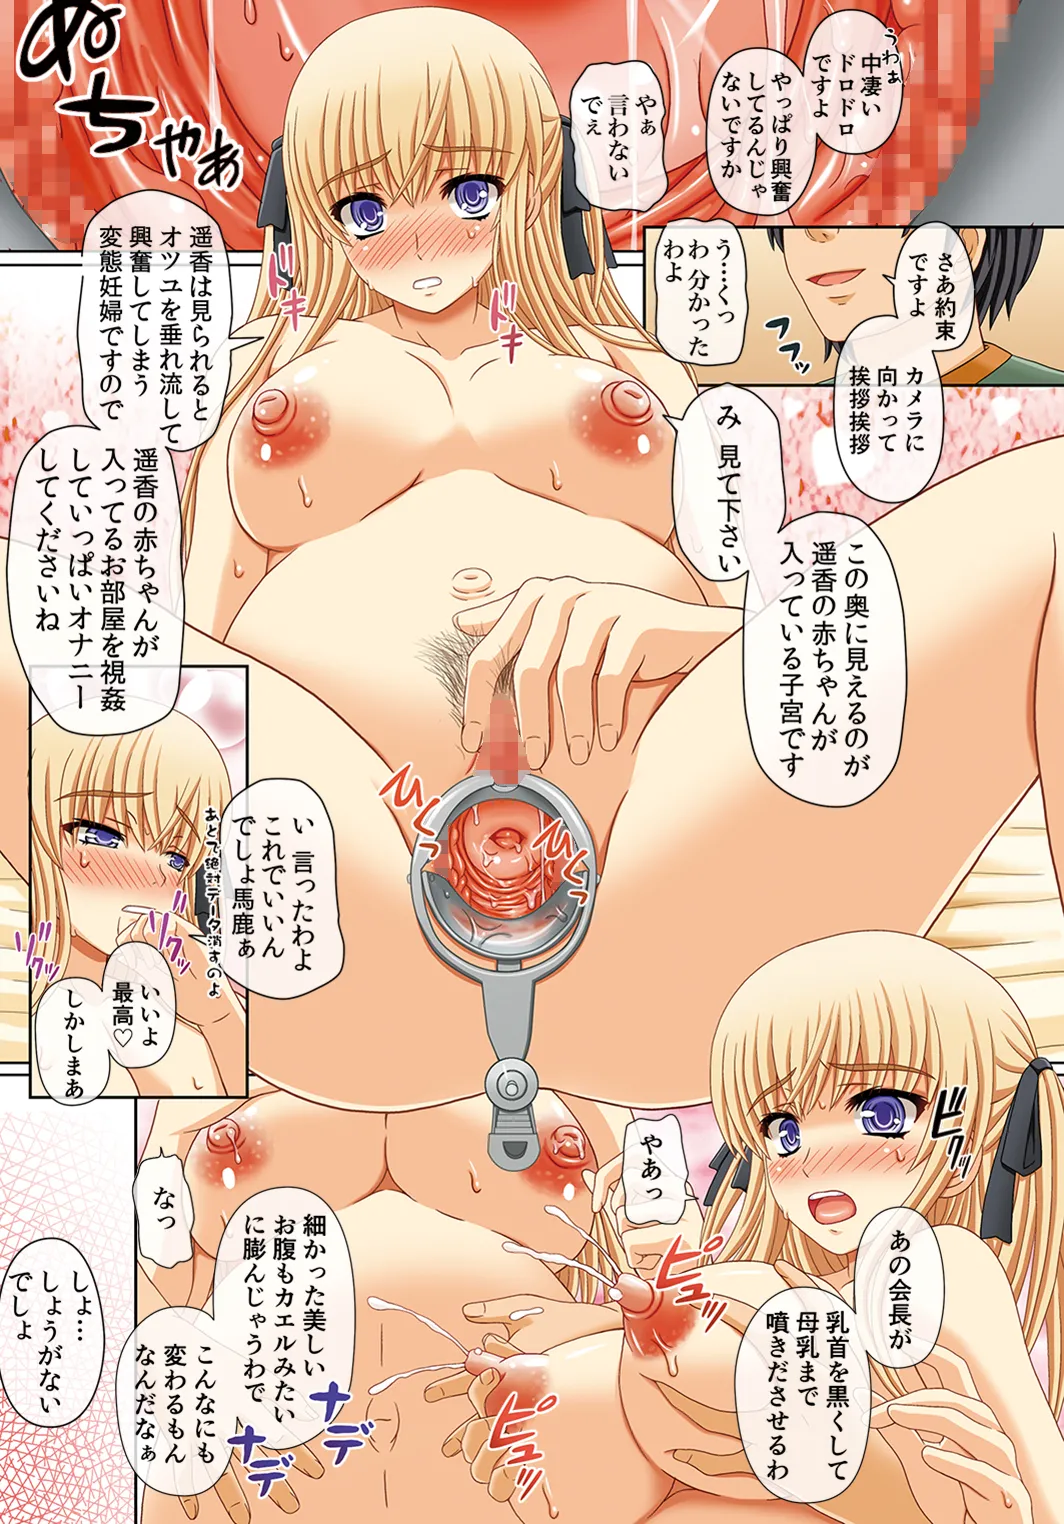 ぬちゃあ
うわぁ
中凄い
ドロドロ
ですよ
やっぱり興奮
してるんじゃ
ないですか
やぁ
言わない
でぇ
さあ約束
ですよ
カメラに
向かって
挨拶挨拶
フフッ
う……くっ
わ 分かった
わよ
み 見て下さい
この奥に見えるのが
遥香の赤ちゃんが
入っている子宮です
ドキ
ドキ
遥香は見られると
オツユを垂れ流して
興奮してしまう
変態妊婦ですので
遥香の赤ちゃんが
入ってるお部屋を視姦
していっぱいオナニー
してくださいね
ひくっ
ひくっ
い 言ったわよ
これでいいん
でしょ馬鹿ぁ
あとで絶対データ消すのよ
ゾクッ
ゾクッ
いいよ
最高♡
しかしまぁ
やあっ
ビクッ
あの会長が
乳首を黒くして
母乳まで
噴きださせるわ
ピュッ
ピュッ
細かった美しい
お腹もカエルみたい
に膨んじゃうわで
ナデ
ナデ
こんなにも
変わるもん
なんだなぁ
なっ
しょ…
しょうがない
でしょ